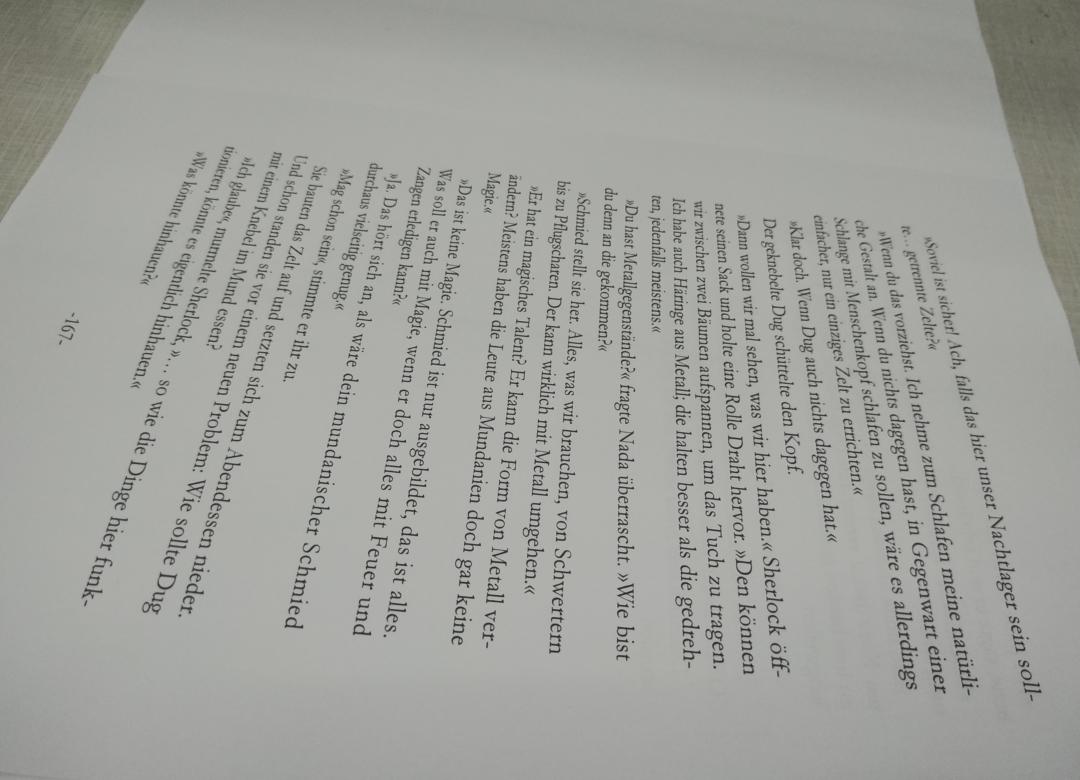 »Soviel ist sicher! Ach, falls das hier unser Nachtlager sein soll-
te… getrennte Zelte?«
»Wenn du das vorziehst. Ich nehme zum Schlafen meine natürli-
che Gestalt an. Wenn du nichts dagegen hast, in Gegenwart einer
Schlange mit Menschenkopf schlafen zu sollen, wäre es allerdings
einfacher, nur ein einziges Zelt zu errichten.«
»Klar doch. Wenn Dug auch nichts dagegen hat.«
Der geknebelte Dug schüttelte den Kopf.
»Dann wollen wir mal sehen, was wir hier haben.« Sherlock öff-
nete seinen Sack und holte eine Rolle Draht hervor. »Den können
wir zwischen zwei Bäumen aufspannen, um das Tuch zu tragen.
Ich habe auch Häringe aus Metall; die halten besser als die gedreh-
ten, jedenfalls meistens.«
»Du hast Metallgegenstände?« fragte Nada überrascht. »Wie bist
du denn an die gekommen?«
»Schmied stellt sie her. Alles, was wir brauchen, von Schwertern
bis zu Pflugscharen. Der kann wirklich mit Metall umgehen.«
»Er hat ein magisches Talent? Er kann die Form von Metall ver-
ändern? Meistens haben die Leute aus Mundanien doch gar keine
Magie.«
»Das ist keine Magie. Schmied ist nur ausgebildet, das ist alles.
Was soll er auch mit Magie, wenn er doch alles mit Feuer und
Zangen erledigen kann?«
»Ja. Das hört sich an, als wäre dein mundanischer Schmied
durchaus vielseitig genug.«
»Mag schon sein«, stimmte er ihr zu.
Sie bauten das Zelt auf und setzten sich zum Abendessen nieder.
Und schon standen sie vor einem neuen Problem: Wie sollte Dug
mit einem Knebel im Mund essen?
»Ich glaube«, murmelte Sherlock, »… so wie die Dinge hier funk-
tionieren, könnte es eigentlich hinhauen.«
»Was könnte hinhauen?«
-167-